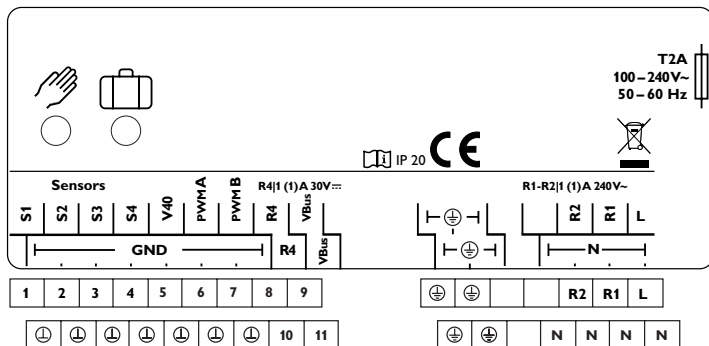 T2A
100 – 240 V~
50 – 60 Hz
IP 20 CE
Sensors R4|1 (1) A 30V⎓ R1-R2|1 (1) A 240V~
S1 S2 S3 S4 V40 PWM A PWM B R4 VBus R2 R1 L
GND R4 VBus N
1 2 3 4 5 6 7 8 9 R2 R1 L
10 11 N N N N